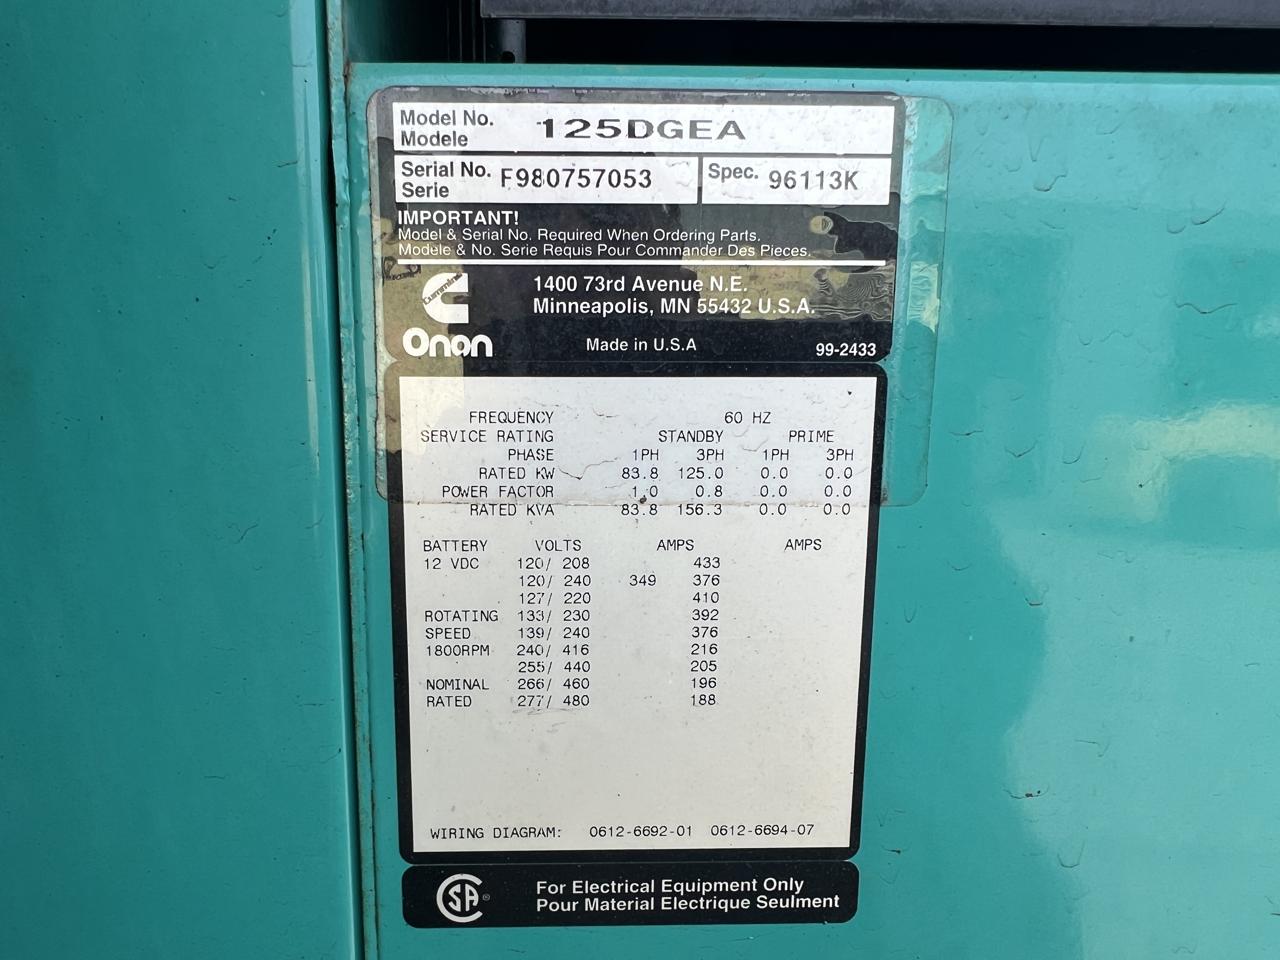 Model No. 125DGEA
Modele
Serial No. F980757053 Spec. 96113K
Serie
IMPORTANT!
Model & Serial No. Required When Ordering Parts.
Modele & No. Serie Requis Pour Commander Des Pieces.
Cummins
Onan
1400 73rd Avenue N.E.
Minneapolis, MN 55432 U.S.A.
Made in U.S.A 99-2433
FREQUENCY 60 HZ
SERVICE RATING STANDBY PRIME
PHASE 1PH 3PH 1PH 3PH
RATED KW 83.8 125.0 0.0 0.0
POWER FACTOR 1.0 0.8 0.0 0.0
RATED KVA 83.8 156.3 0.0 0.0
BATTERY VOLTS AMPS AMPS
12 VDC 120/ 208 433
120/ 240 349 376
127/ 220 410
ROTATING 133/ 230 392
SPEED 139/ 240 376
1800RPM 240/ 416 216
255/ 440 205
NOMINAL 266/ 460 196
RATED 277/ 480 188
WIRING DIAGRAM: 0612-6692-01 0612-6694-07
CSA ®
For Electrical Equipment Only
Pour Material Electrique Seulment